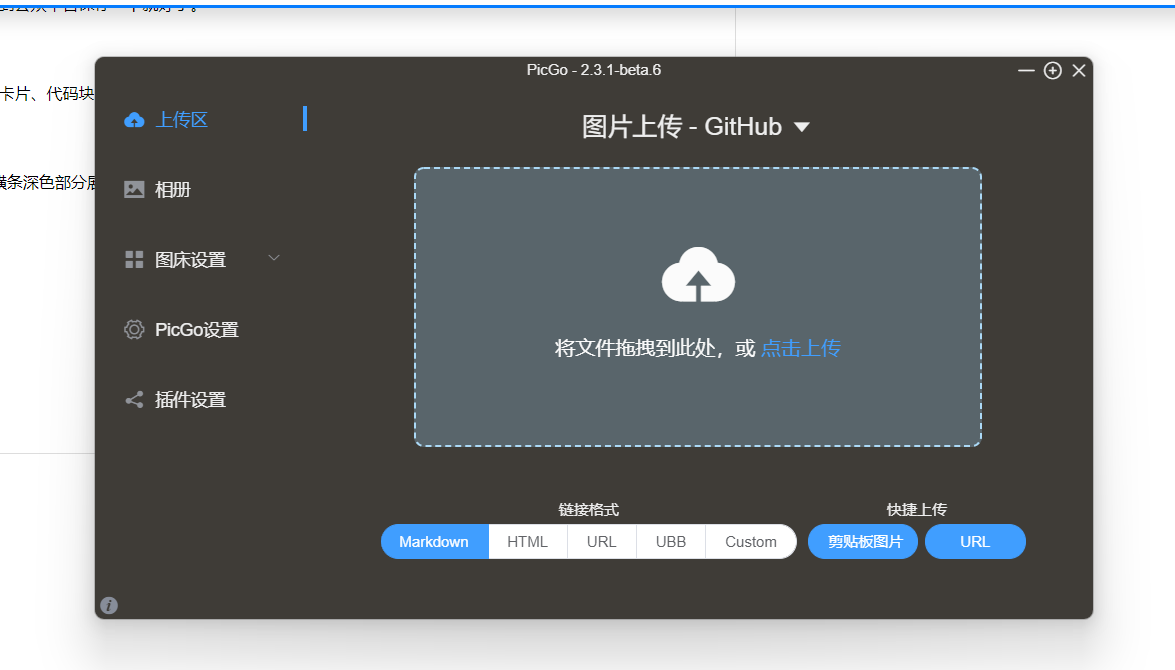 PicGo - 2.3.1-beta.6
卡片、代码块
条深色部分展
上传区
相册
图床设置
PicGo设置
插件设置
图片上传 - GitHub
将文件拖拽到此处，或 点击上传
链接格式
快捷上传
Markdown HTML URL UBB Custom 剪贴板图片 URL